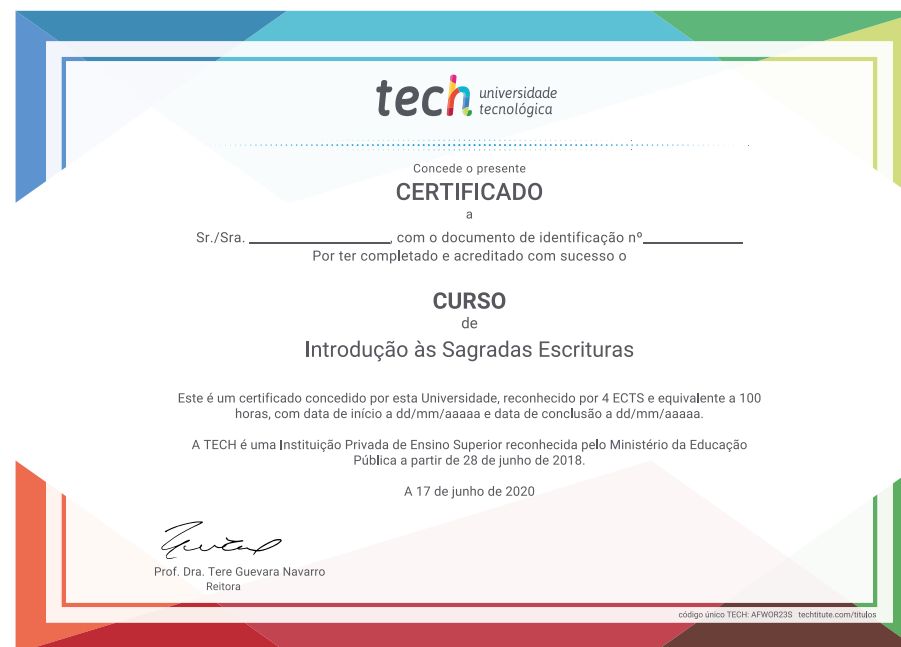 tech universidade
tecnológica
Concede o presente
CERTIFICADO
a
Sr./Sra. ____________________, com o documento de identificação nº______________
Por ter completado e acreditado com sucesso o
CURSO
de
Introdução às Sagradas Escrituras
Este é um certificado concedido por esta Universidade, reconhecido por 4 ECTS e equivalente a 100
horas, com data de início a dd/mm/aaaaa e data de conclusão a dd/mm/aaaaa.
A TECH é uma Instituição Privada de Ensino Superior reconhecida pelo Ministério da Educação
Pública a partir de 28 de junho de 2018.
A 17 de junho de 2020
Prof. Dra. Tere Guevara Navarro
Reitora
código único TECH: AFWOR23S techtitute.com/titulos